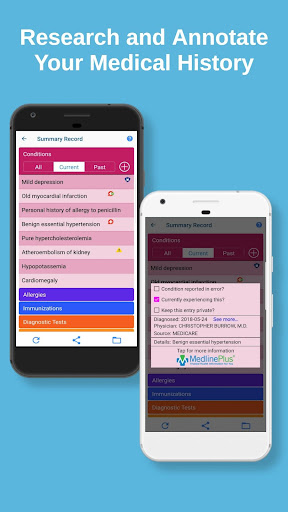 Research and Annotate
Your Medical History
Summary Record
Conditions
All
Current
Past
Mild depression
Old myocardial infarction
Personal history of allergy to penicillin
Benign essential hypertension
Pure hypercholesterolemia
Atheroembolism of kidney
Hypopotassemia
Cardiomegaly
Allergies
Immunizations
Diagnostic Tests
Summary Record
Conditions
All
Current
Past
Mild depression
Old myocardial infarction
Condition reported in error?
Currently experiencing this?
Keep this entry private?
Diagnosed: 2018-05-24 See more..
Physician: CHRISTOPHER BURROW, M.D.
Source: MEDICARE
Details: Benign essential hypertension
Tap for more information
MedlinePlus
Trusted Health Information for You
Allergies
Immunizations
Diagnostic Tests